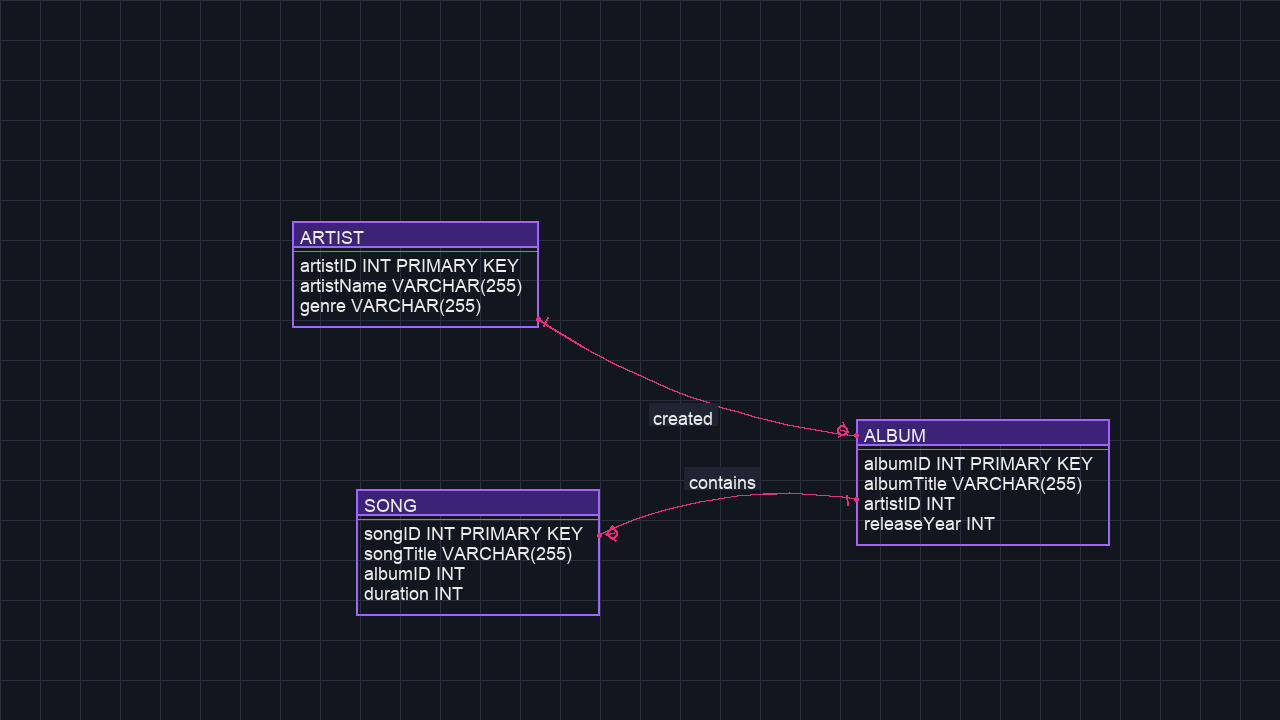 ARTIST
artistID INT PRIMARY KEY
artistName VARCHAR(255)
genre VARCHAR(255)
created
ALBUM
albumID INT PRIMARY KEY
albumTitle VARCHAR(255)
artistID INT
releaseYear INT
contains
SONG
songID INT PRIMARY KEY
songTitle VARCHAR(255)
albumID INT
duration INT